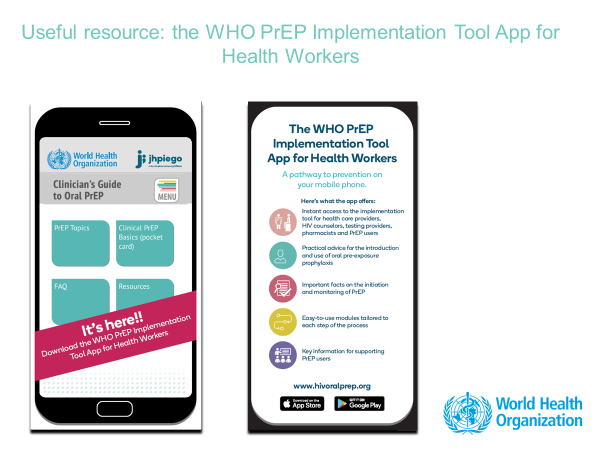 Useful resource: the WHO PrEP Implementation Tool App for
Health Workers
World Health
Organization
jhpiego
Clinician's Guide
to Oral PrEP
MENU
PrEP Topics
Clinical PrEP
Basics (pocket
card)
FAQ
Resources
It's here!!
Download the WHO PrEP Implementation
Tool App for Health Workers
The WHO PrEP
Implementation Tool
App for Health Workers
A pathway to prevention on
your mobile phone.
Here's what the app offers:
Instant access to the implementation
tool for health care providers,
HIV counselors, testing providers,
pharmacists and PrEP users
Practical advice for the introduction
and use of oral pre-exposure
prophylaxis
Important facts on the initiation
and monitoring of PrEP
Easy-to-use modules tailored to
each step of the process
Key information for supporting
PrEP users
www.hivoralprep.org
Download on the
App Store
GET IT ON
Google Play
World Health
Organization